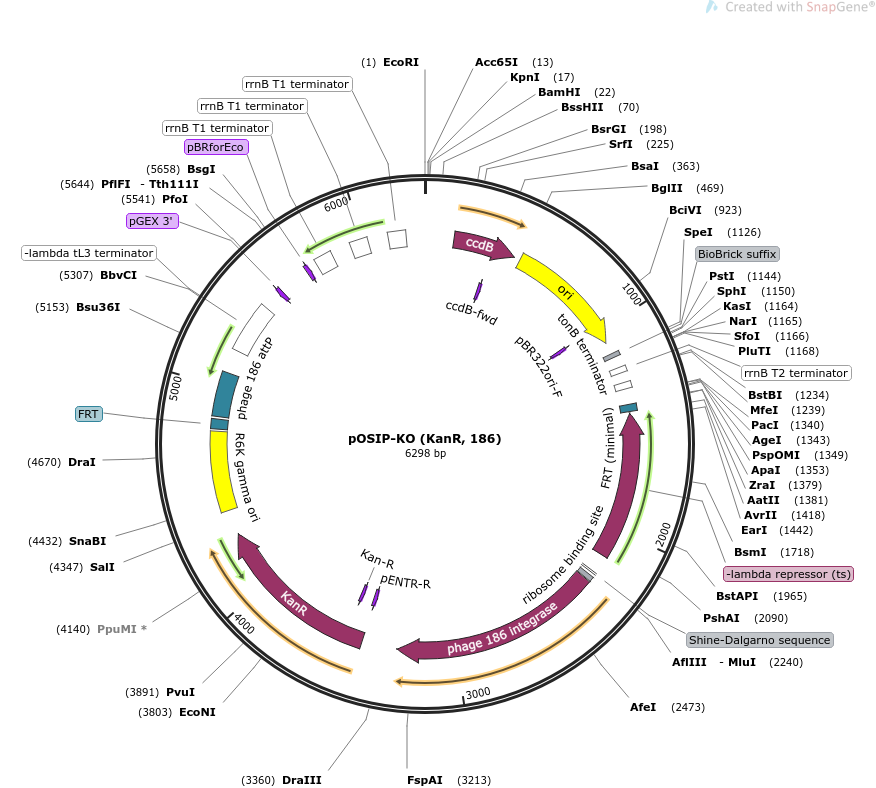 Created with SnapGene®
(1) EcoRI
Acc65I (13)
KpnI (17)
BamHI (22)
BssHII (70)
BsrGI (198)
SrfI (225)
BsaI (363)
BglII (469)
BciVI (923)
SpeI (1126)
BioBrick suffix
PstI (1144)
SphI (1150)
KasI (1164)
NarI (1165)
SfoI (1166)
PluTI (1168)
rrnB T2 terminator
BstBI (1234)
MfeI (1239)
PacI (1340)
AgeI (1343)
PspOMI (1349)
ApaI (1353)
ZraI (1379)
AatII (1381)
AvrII (1418)
EarI (1442)
BsmI (1718)
-lambda repressor (ts)
BstAPI (1965)
PshAI (2090)
Shine-Dalgarno sequence
AflIII - MluI (2240)
AfeI (2473)
FspAI (3213)
(3360) DraIII
(3803) EcoNI
(3891) PvuI
(4140) PpuMI *
(4347) SalI
(4432) SnaBI
(4670) DraI
FRT
(5153) Bsu36I
(5307) BbvCI
-lambda tL3 terminator
pGEX 3'
(5541) PfoI
(5644) PflFI - Tth111I
(5658) BsgI
pBRforEco
rrnB T1 terminator
rrnB T1 terminator
rrnB T1 terminator
1000
2000
3000
4000
5000
6000
ccdB
ori
ccdB-fwd
tonB terminator
pBR322ori-F
FRT (minimal)
ribosome binding site
phage 186 integrase
pENTR-R
Kan-R
KanR
R6K gamma ori
phage 186 attP
pOSIP-KO (KanR, 186)
6298 bp